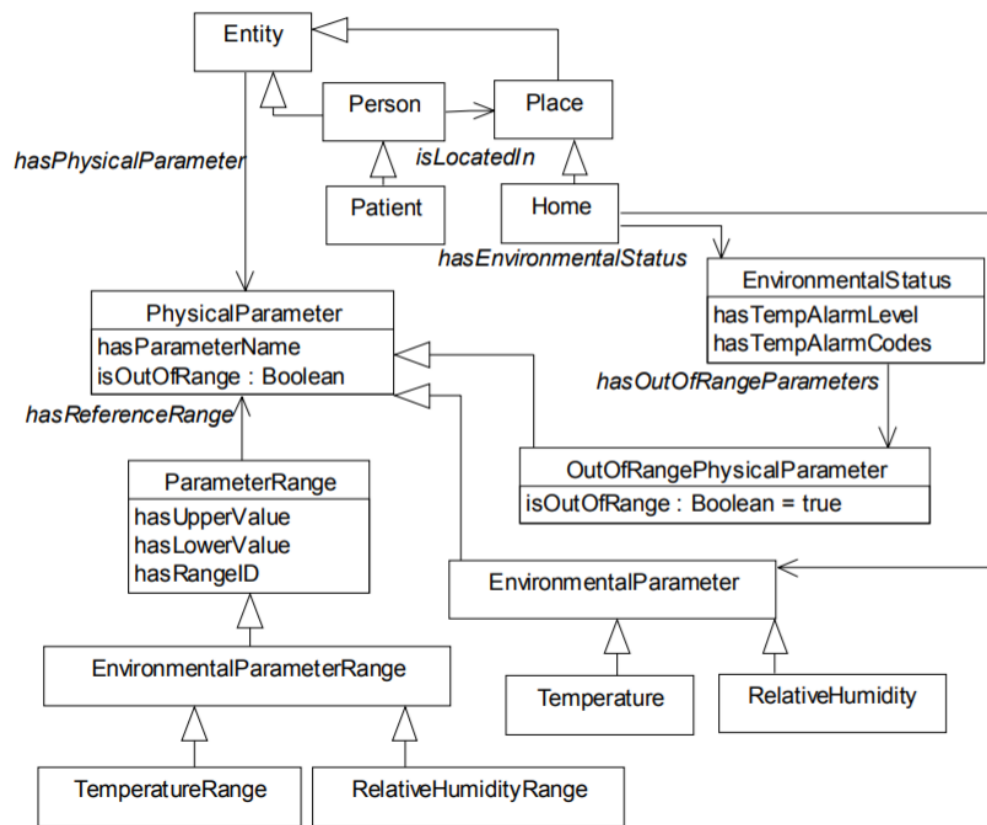 Entity
Person
Place
hasPhysicalParameter
isLocatedIn
Patient
Home
hasEnvironmentalStatus
EnvironmentalStatus
hasTempAlarmLevel
hasTempAlarmCodes
PhysicalParameter
hasParameterName
isOutOfRange : Boolean
hasOutOfRangeParameters
hasReferenceRange
OutOfRangePhysicalParameter
isOutOfRange : Boolean = true
ParameterRange
hasUpperValue
hasLowerValue
hasRangeID
EnvironmentalParameter
EnvironmentalParameterRange
Temperature
RelativeHumidity
TemperatureRange
RelativeHumidityRange